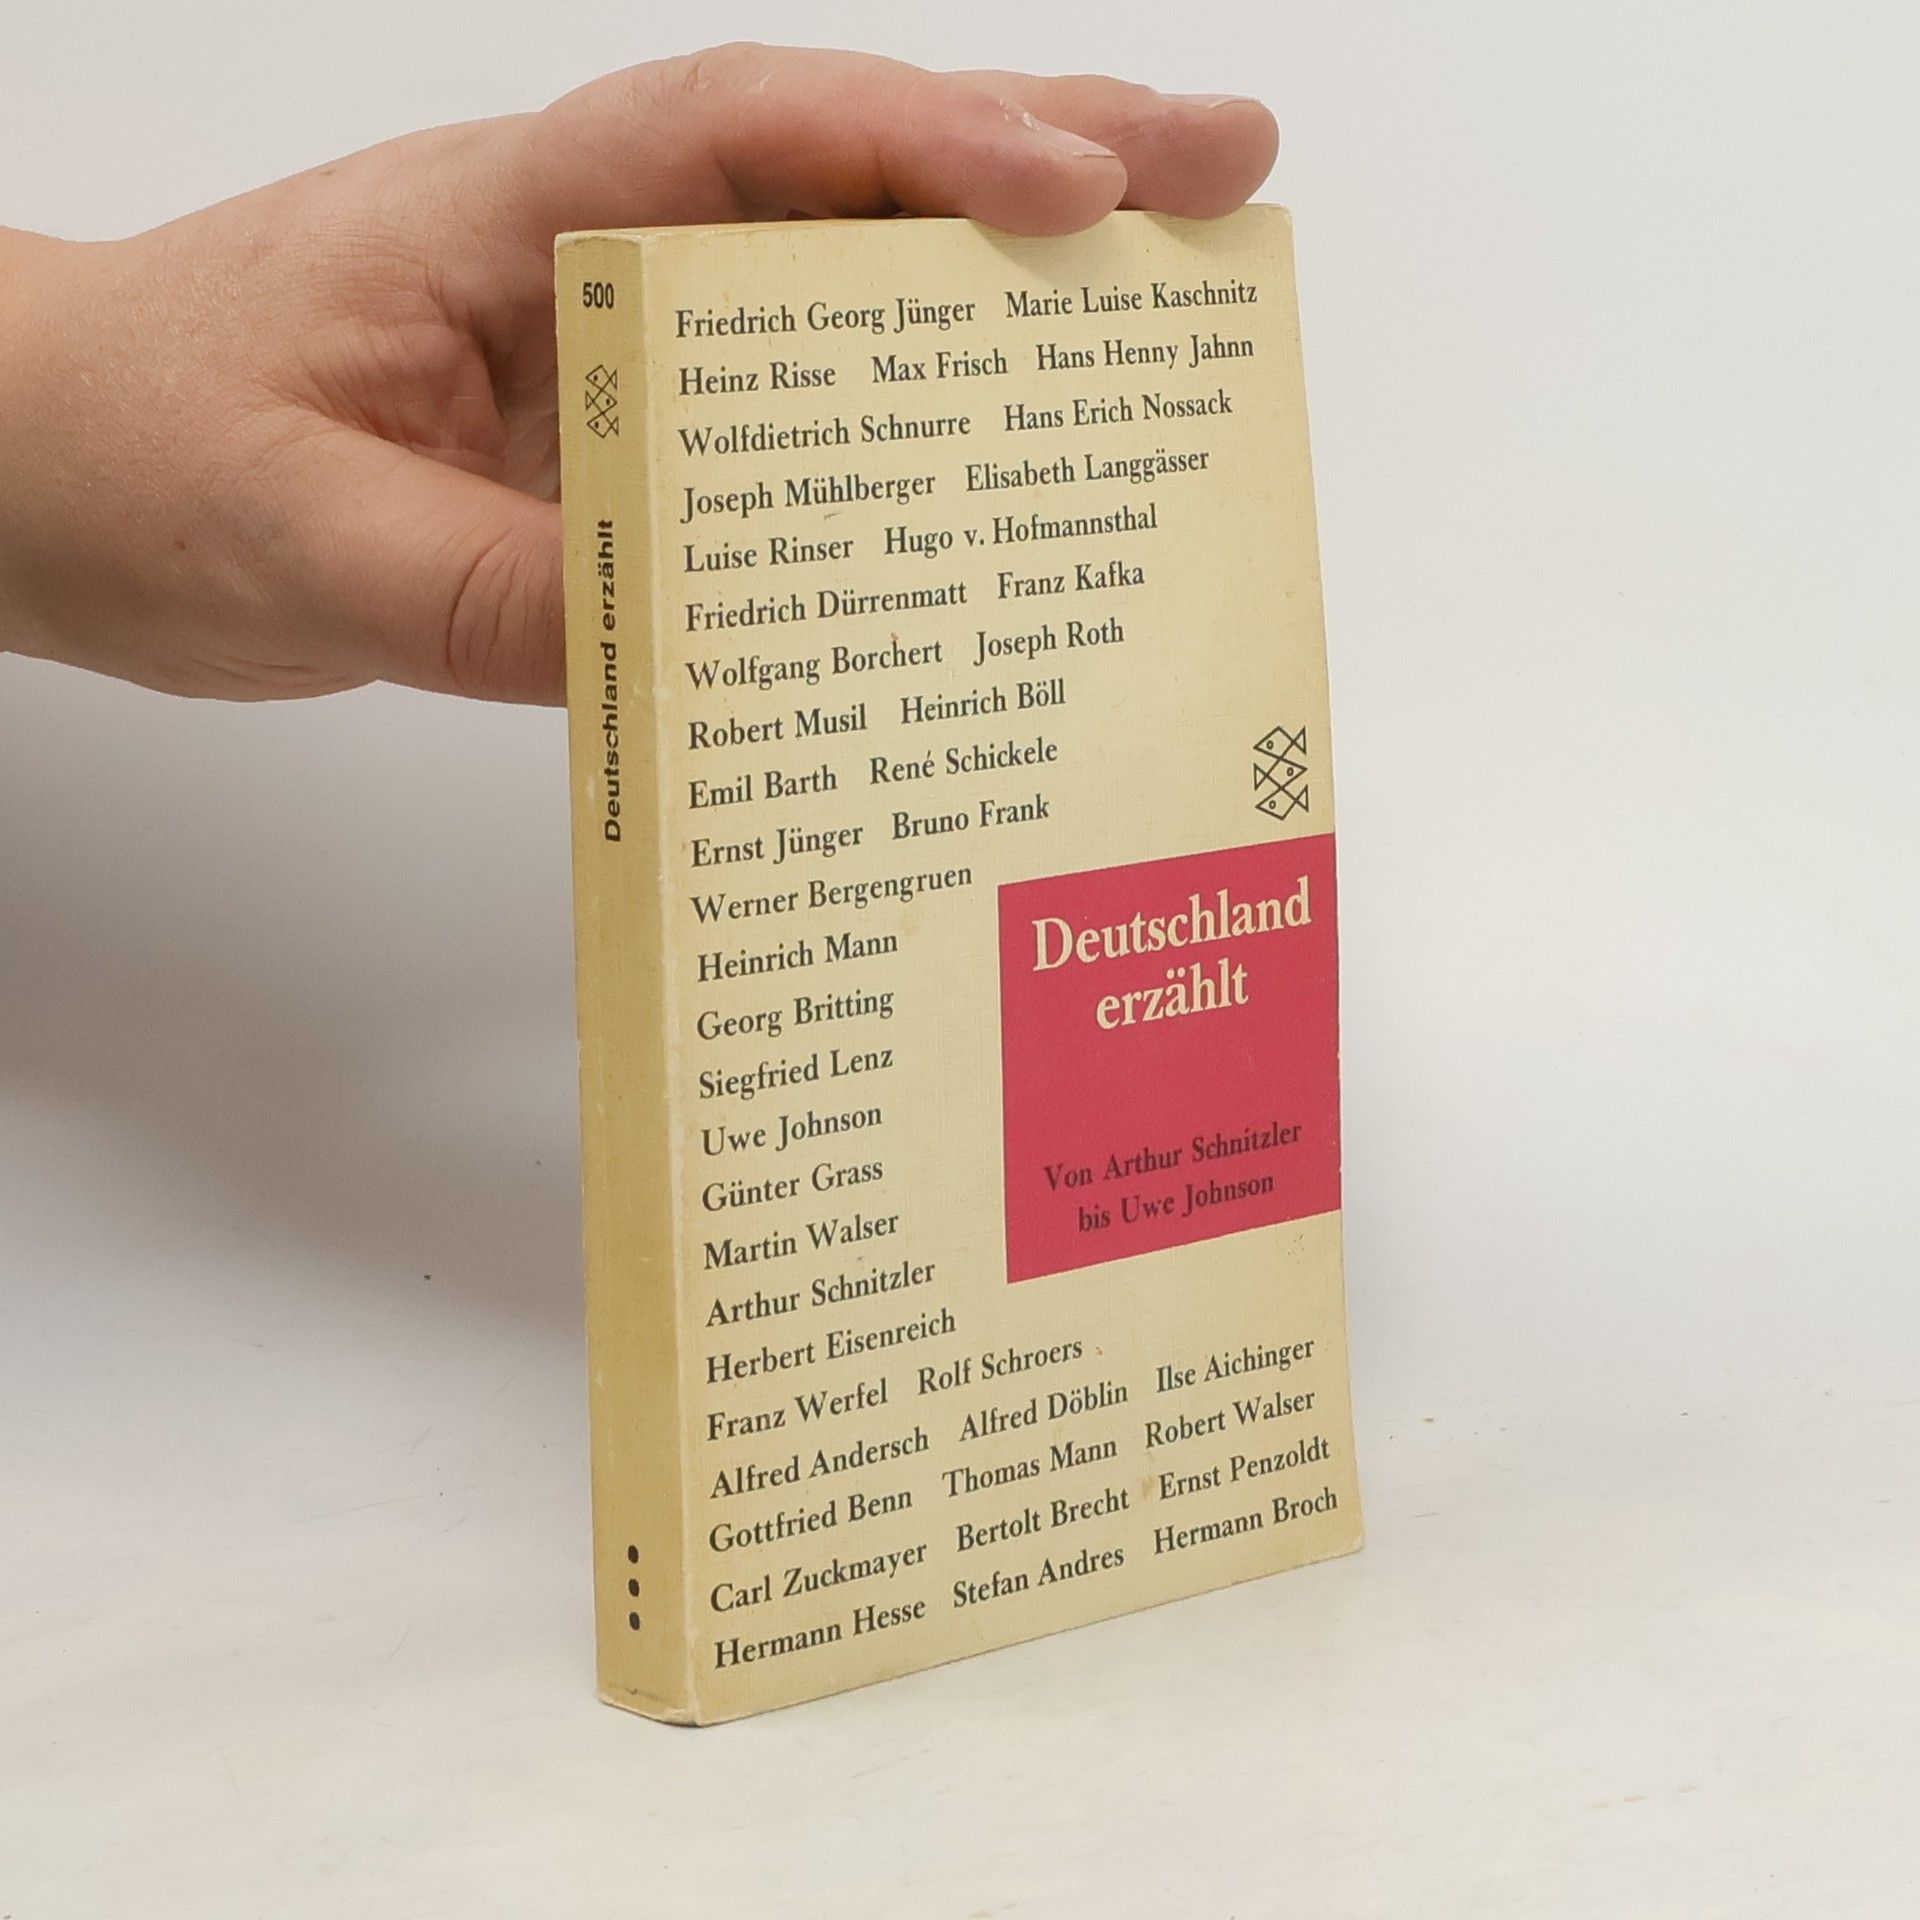 500
Deutschland erzählt
Friedrich Georg Jünger Marie Luise Kaschnitz
Heinz Risse Max Frisch Hans Henny Jahnn
Wolfdietrich Schnurre Hans Erich Nossack
Joseph Mühlberger Elisabeth Langgässer
Luise Rinser Hugo v. Hofmannsthal
Friedrich Dürrenmatt Franz Kafka
Wolfgang Borchert Joseph Roth
Robert Musil Heinrich Böll
Emil Barth René Schickele
Ernst Jünger Bruno Frank
Werner Bergengruen
Heinrich Mann
Georg Britting
Siegfried Lenz
Uwe Johnson
Günter Grass
Martin Walser
Arthur Schnitzler
Herbert Eisenreich
Franz Werfel Rolf Schroers
Alfred Andersch Alfred Döblin Ilse Aichinger
Gottfried Benn Thomas Mann Robert Walser
Carl Zuckmayer Bertolt Brecht Ernst Penzoldt
Hermann Hesse Stefan Andres Hermann Broch
Deutschland
erzählt
Von Arthur Schnitzler
bis Uwe Johnson